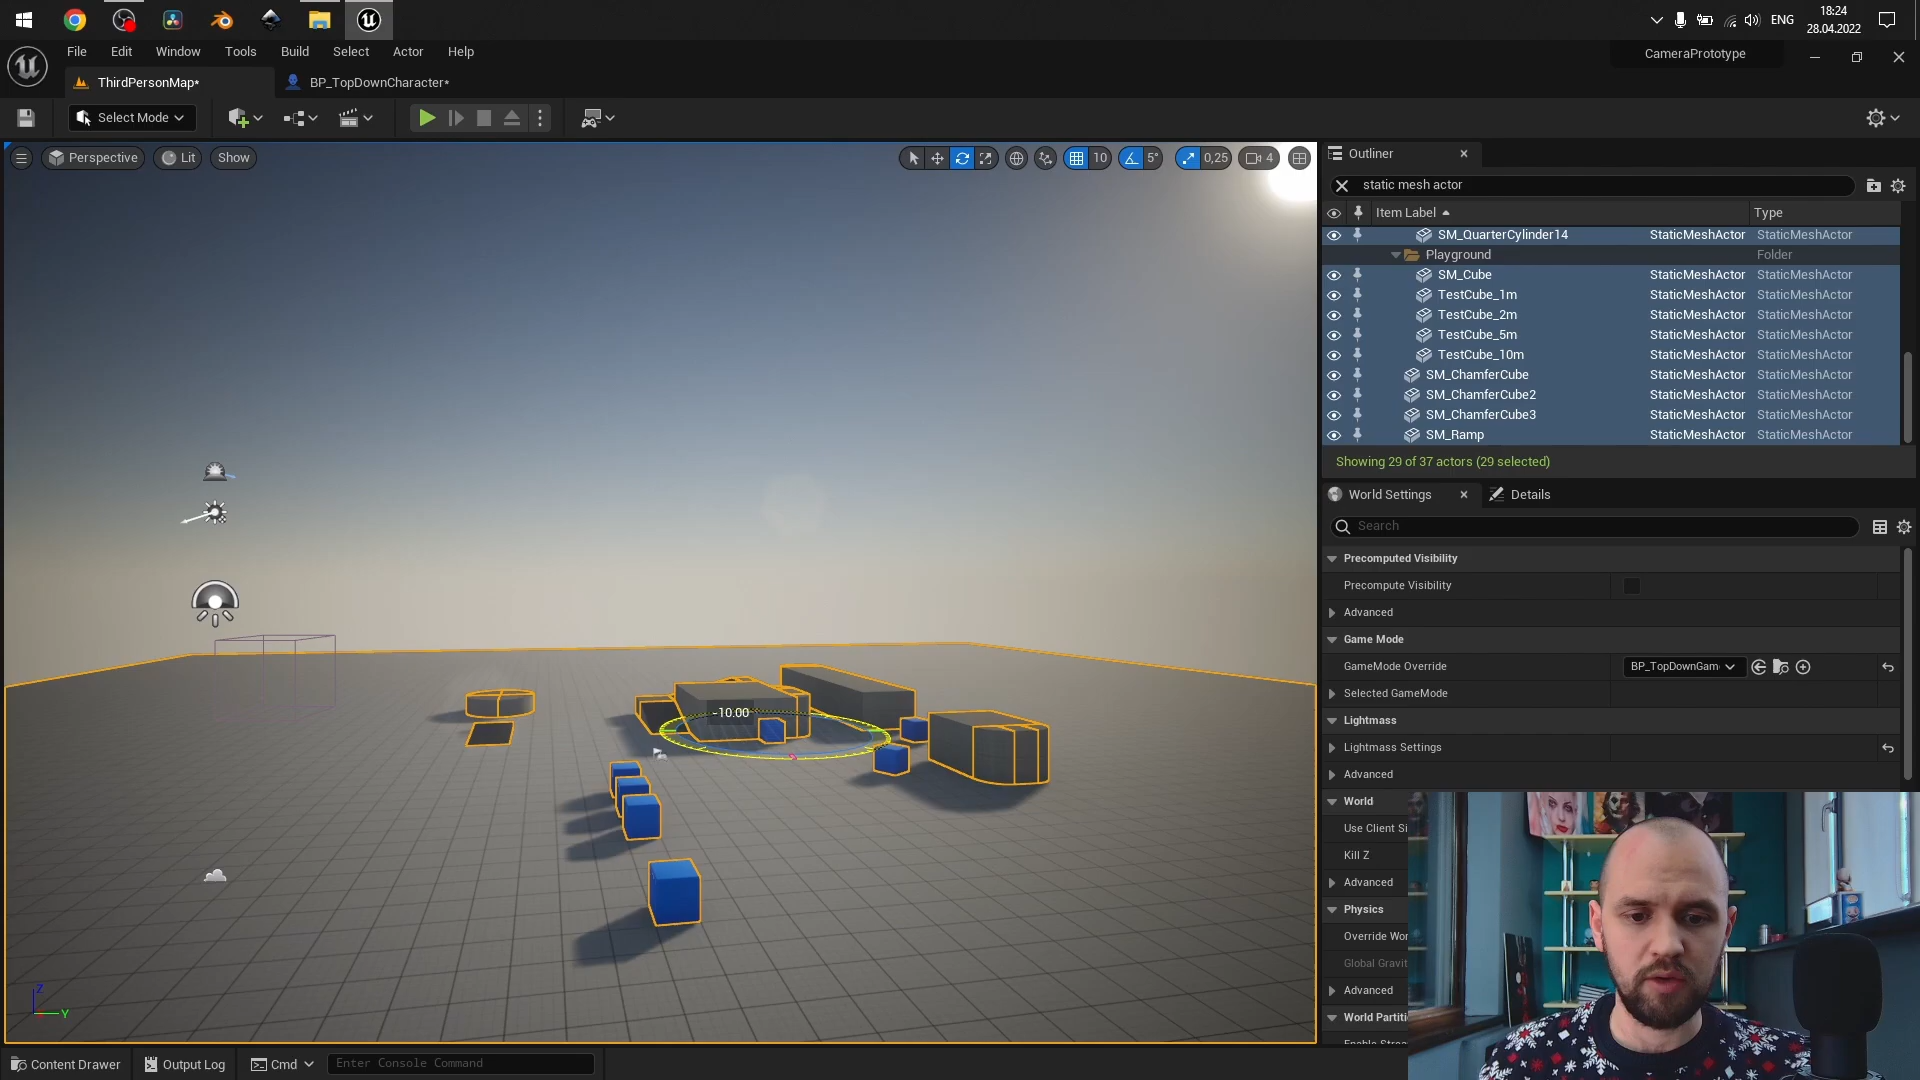 18:24
ENG
28.04.2022
File Edit Window Tools Build Select Actor Help
CameraPrototype
ThirdPersonMap*
BP_TopDownCharacter*
Select Mode
Perspective
Lit
Show
10
5°
0,25
4
Outliner
static mesh actor
Item Label
Type
SM_QuarterCylinder14 StaticMeshActor StaticMeshActor
Playground Folder
SM_Cube StaticMeshActor StaticMeshActor
TestCube_1m StaticMeshActor StaticMeshActor
TestCube_2m StaticMeshActor StaticMeshActor
TestCube_5m StaticMeshActor StaticMeshActor
TestCube_10m StaticMeshActor StaticMeshActor
SM_ChamferCube StaticMeshActor StaticMeshActor
SM_ChamferCube2 StaticMeshActor StaticMeshActor
SM_ChamferCube3 StaticMeshActor StaticMeshActor
SM_Ramp StaticMeshActor StaticMeshActor
Showing 29 of 37 actors (29 selected)
World Settings
Details
Search
Precomputed Visibility
Precompute Visibility
Advanced
Game Mode
GameMode Override
BP_TopDownGam
Selected GameMode
Lightmass
Lightmass Settings
Advanced
World
Use Client Si
Kill Z
Advanced
Physics
Override Wor
Global Gravit
Advanced
World Partiti
-10.00
Z
Y
Content Drawer
Output Log
Cmd
Enter Console Command